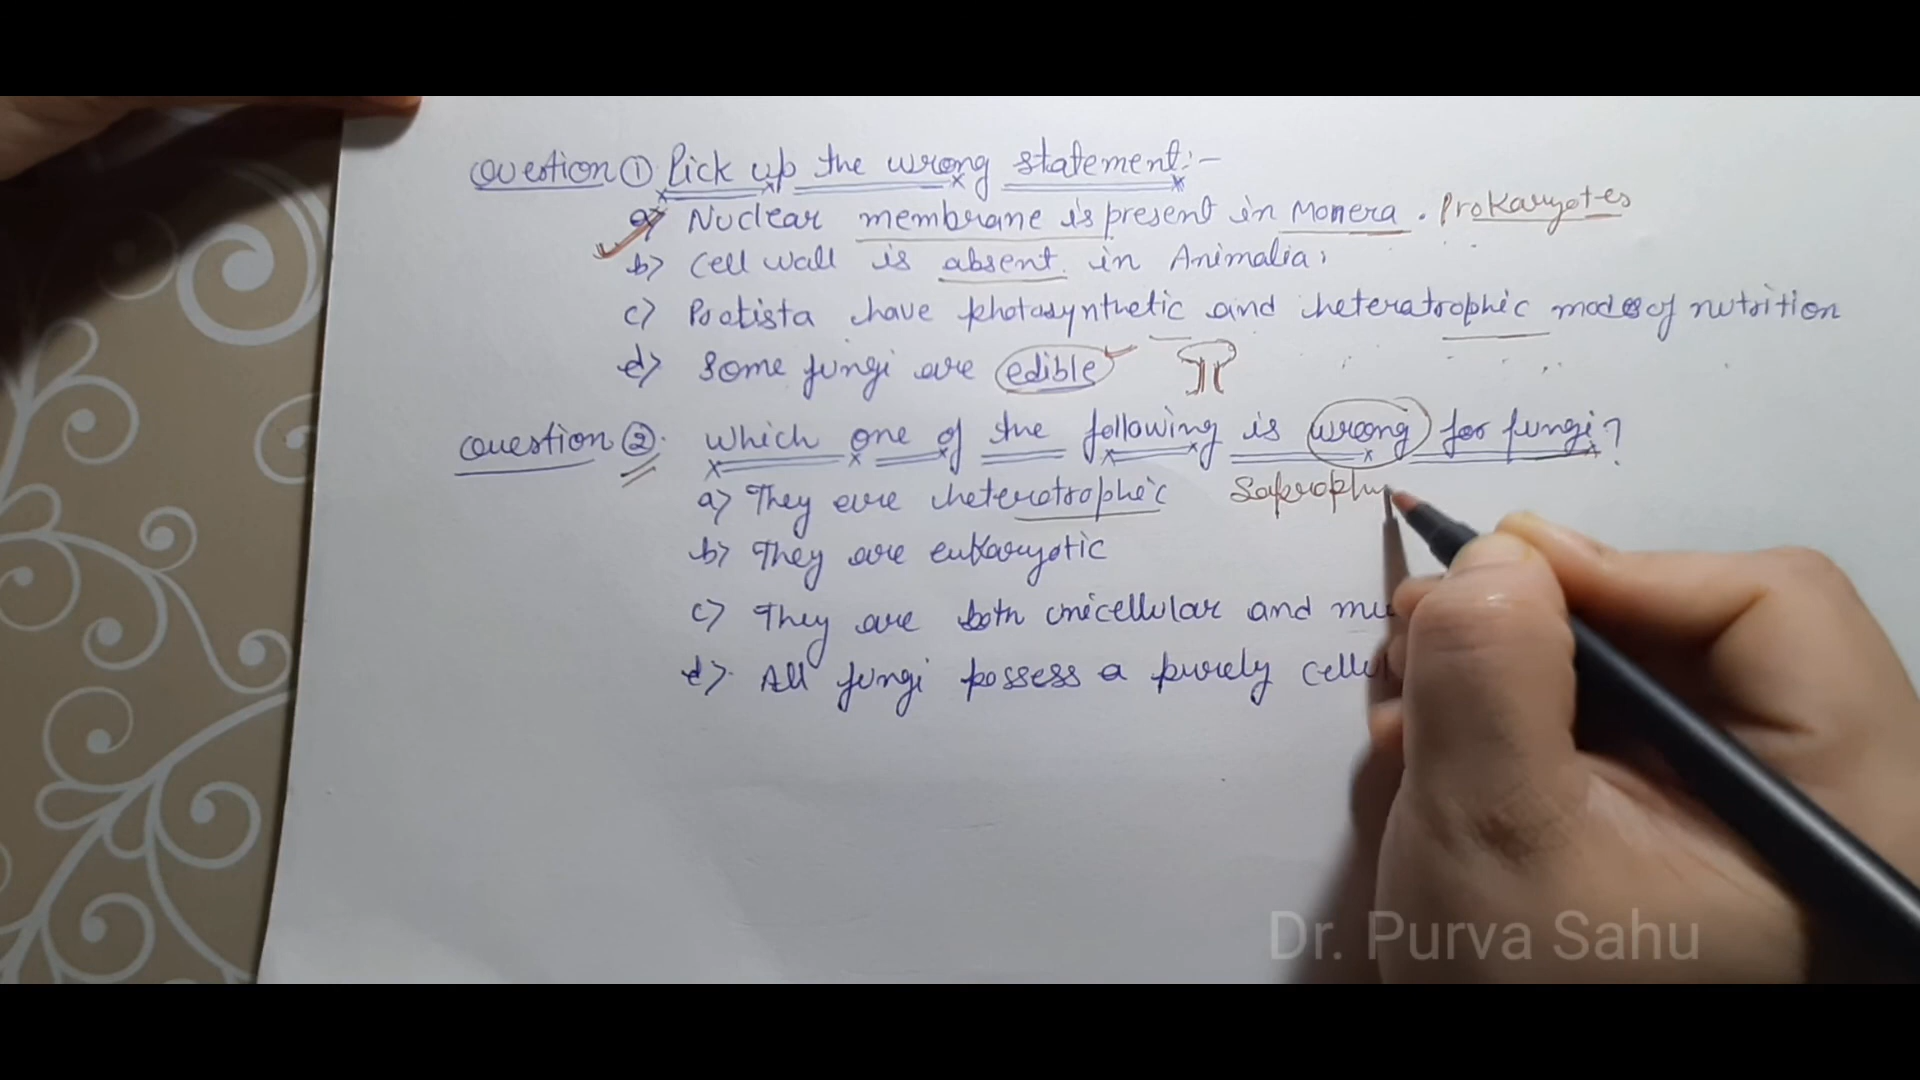 Question ① Pick up the wrong statement:-
a) Nuclear membrane is present in Monera. Prokaryotes
b) Cell wall is absent in Animalia.
c) Protista have photosynthetic and heteratrophic modes of nutrition
d) Some fungi are edible
Question ② Which one of the following is wrong for fungi?
a) They are heterotrophic Saprophy
b) They are eukaryotic
c) They are both unicellular and mu
d) All fungi possess a purely cellul
Dr. Purva Sahu